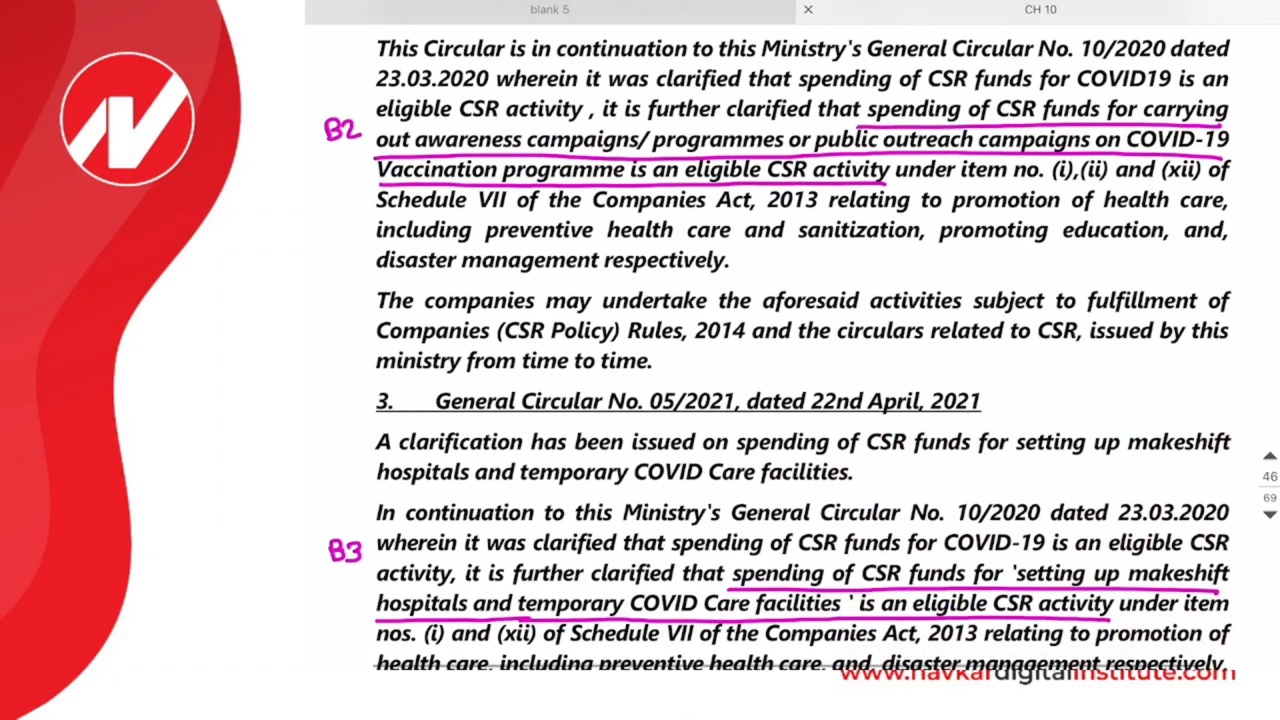 blank 5
CH 10
This Circular is in continuation to this Ministry's General Circular No. 10/2020 dated
23.03.2020 wherein it was clarified that spending of CSR funds for COVID19 is an
eligible CSR activity , it is further clarified that spending of CSR funds for carrying
B2
out awareness campaigns/ programmes or public outreach campaigns on COVID-19
Vaccination programme is an eligible CSR activity under item no. (i),(ii) and (xii) of
Schedule VII of the Companies Act, 2013 relating to promotion of health care,
including preventive health care and sanitization, promoting education, and,
disaster management respectively.
The companies may undertake the aforesaid activities subject to fulfillment of
Companies (CSR Policy) Rules, 2014 and the circulars related to CSR, issued by this
ministry from time to time.
3. General Circular No. 05/2021, dated 22nd April, 2021
A clarification has been issued on spending of CSR funds for setting up makeshift
hospitals and temporary COVID Care facilities.
46
69
In continuation to this Ministry's General Circular No. 10/2020 dated 23.03.2020
B3
wherein it was clarified that spending of CSR funds for COVID-19 is an eligible CSR
activity, it is further clarified that spending of CSR funds for 'setting up makeshift
hospitals and temporary COVID Care facilities ' is an eligible CSR activity under item
nos. (i) and (xii) of Schedule VII of the Companies Act, 2013 relating to promotion of
health care, including preventive health care, and, disaster management respectively.
www.navkardigitalinstitute.com